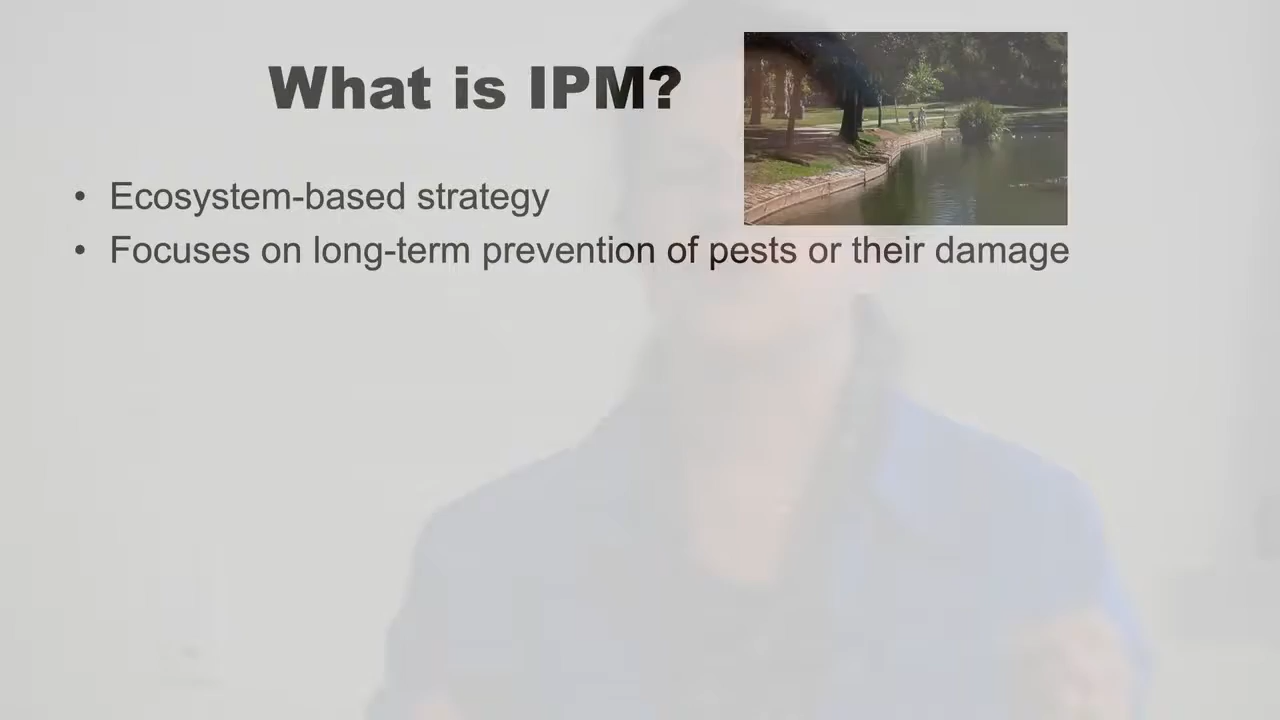 What is IPM?
• Ecosystem-based strategy
• Focuses on long-term prevention of pests or their damage